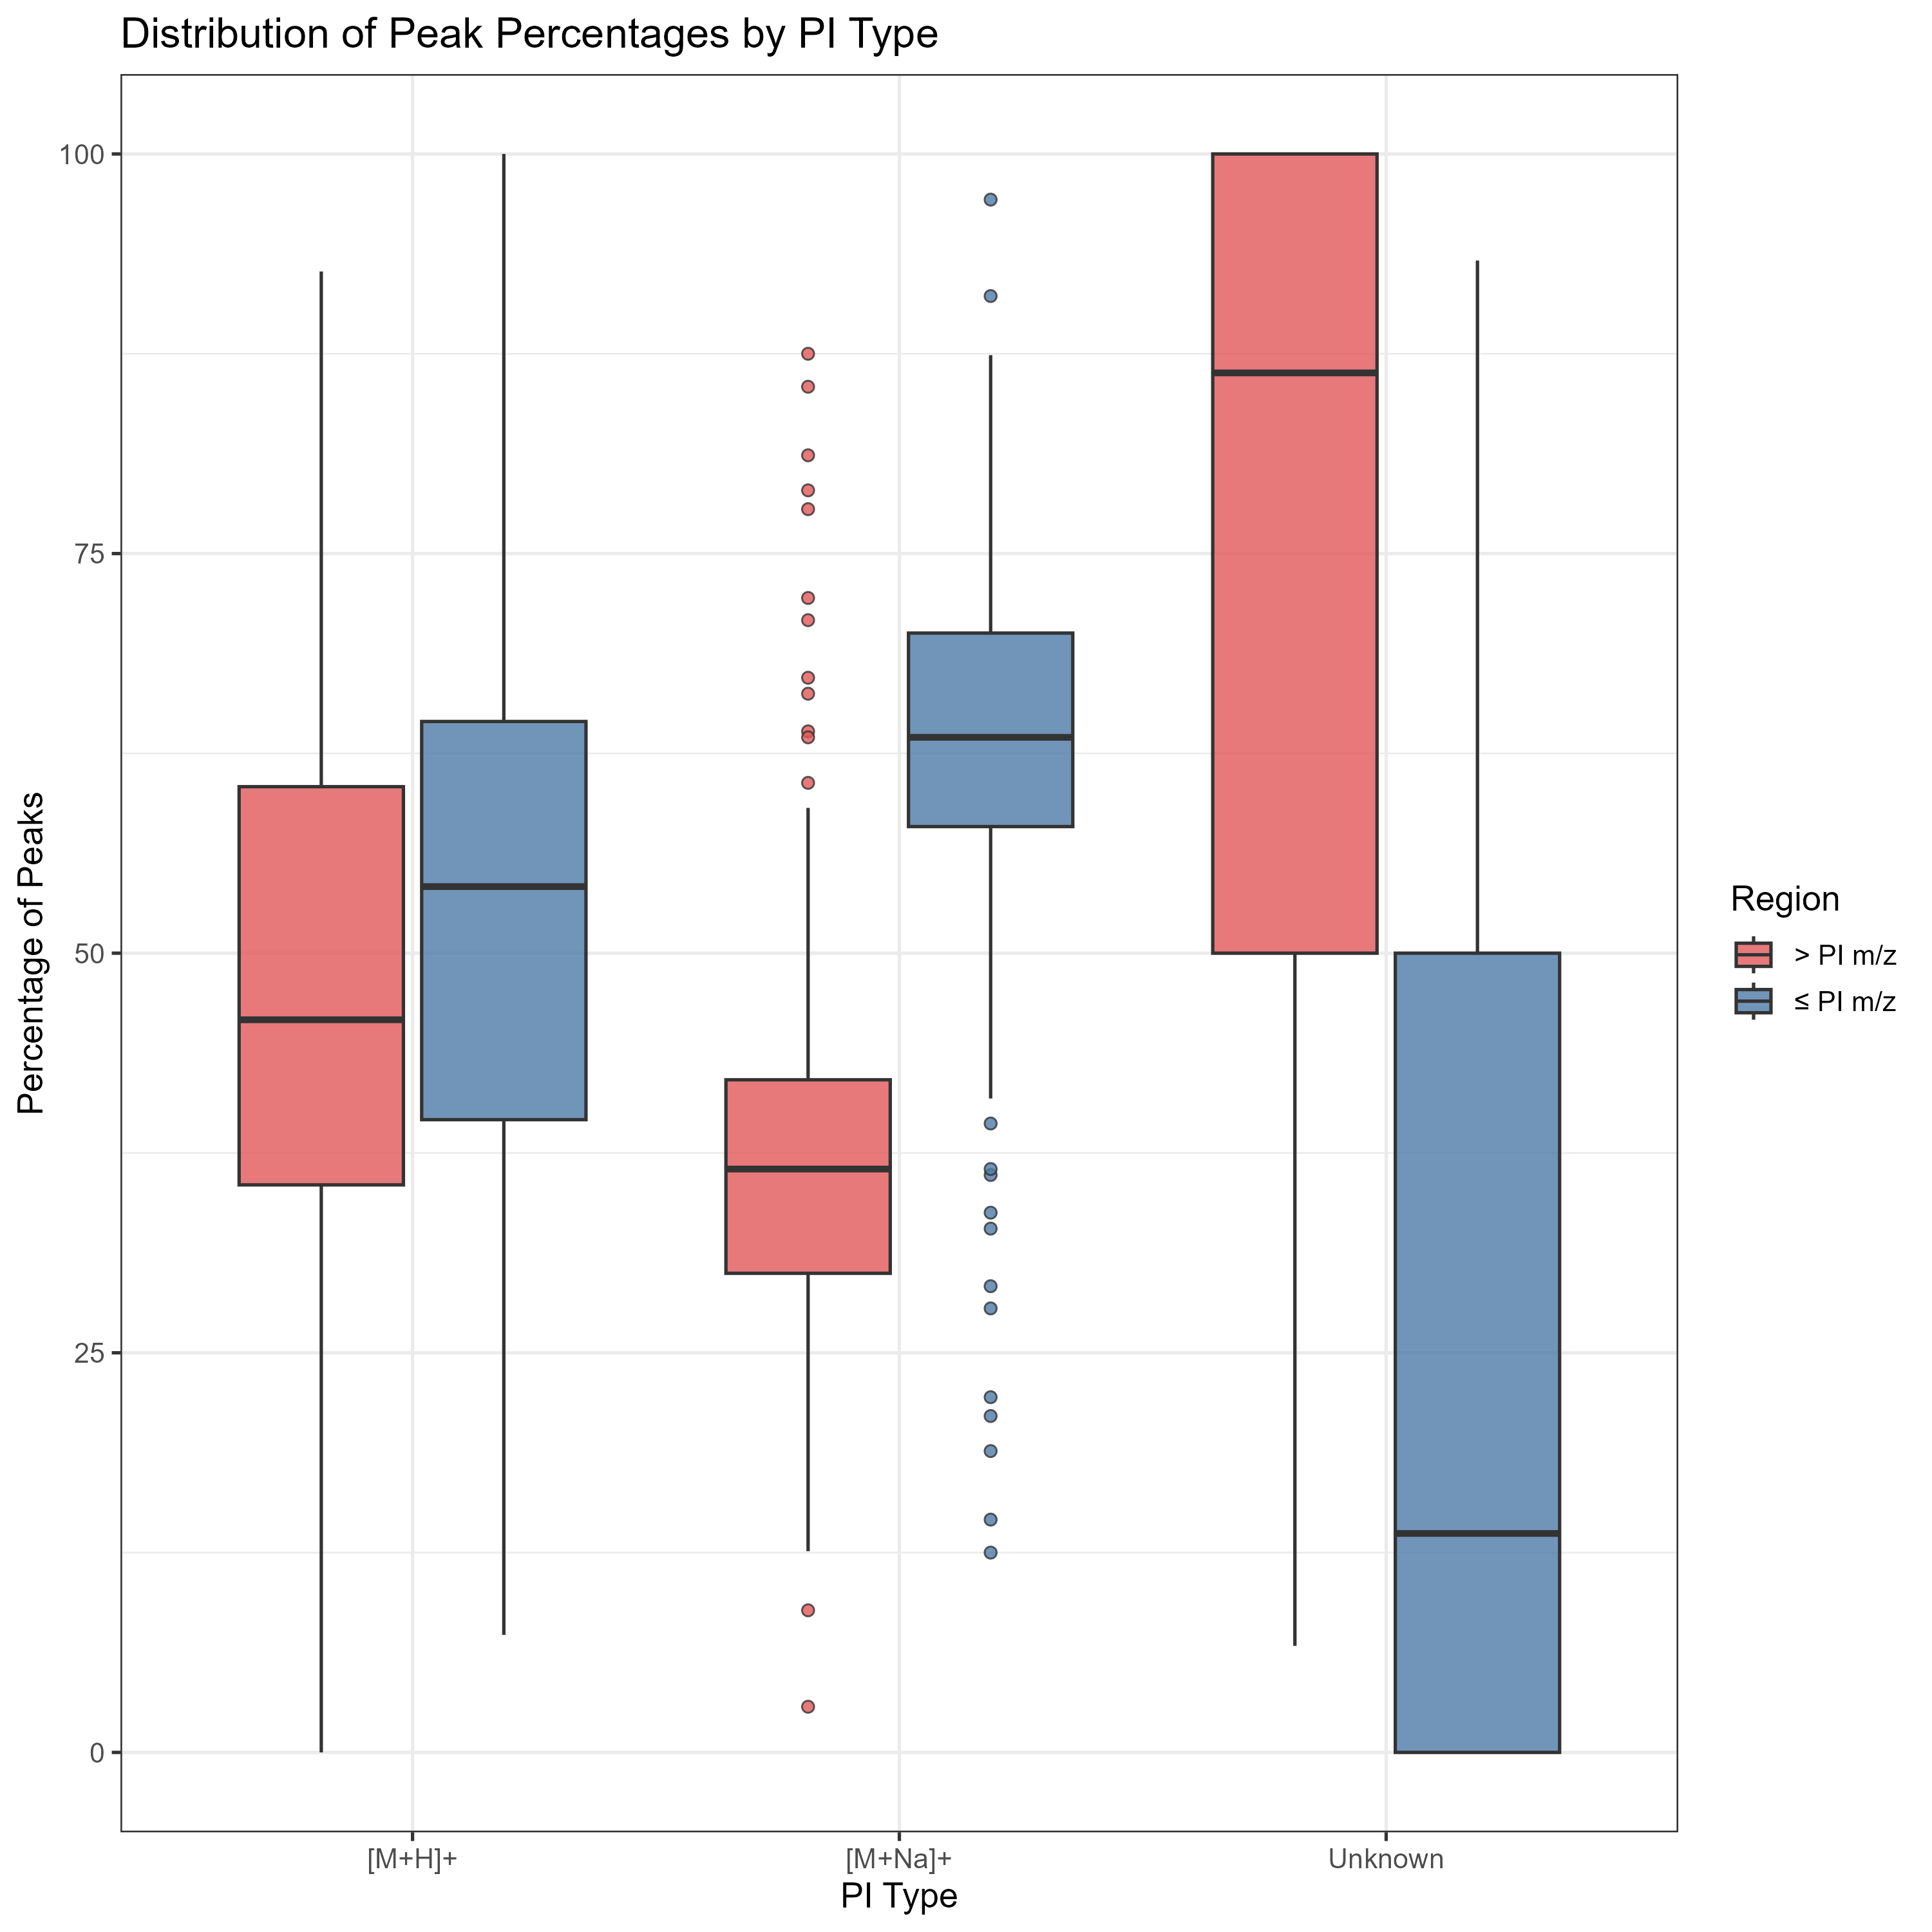 Distribution of Peak Percentages by PI Type
100
75
50
25
0
Percentage of Peaks
[M+H]+
[M+Na]+
Unknown
PI Type
Region
> PI m/z
≤ PI m/z